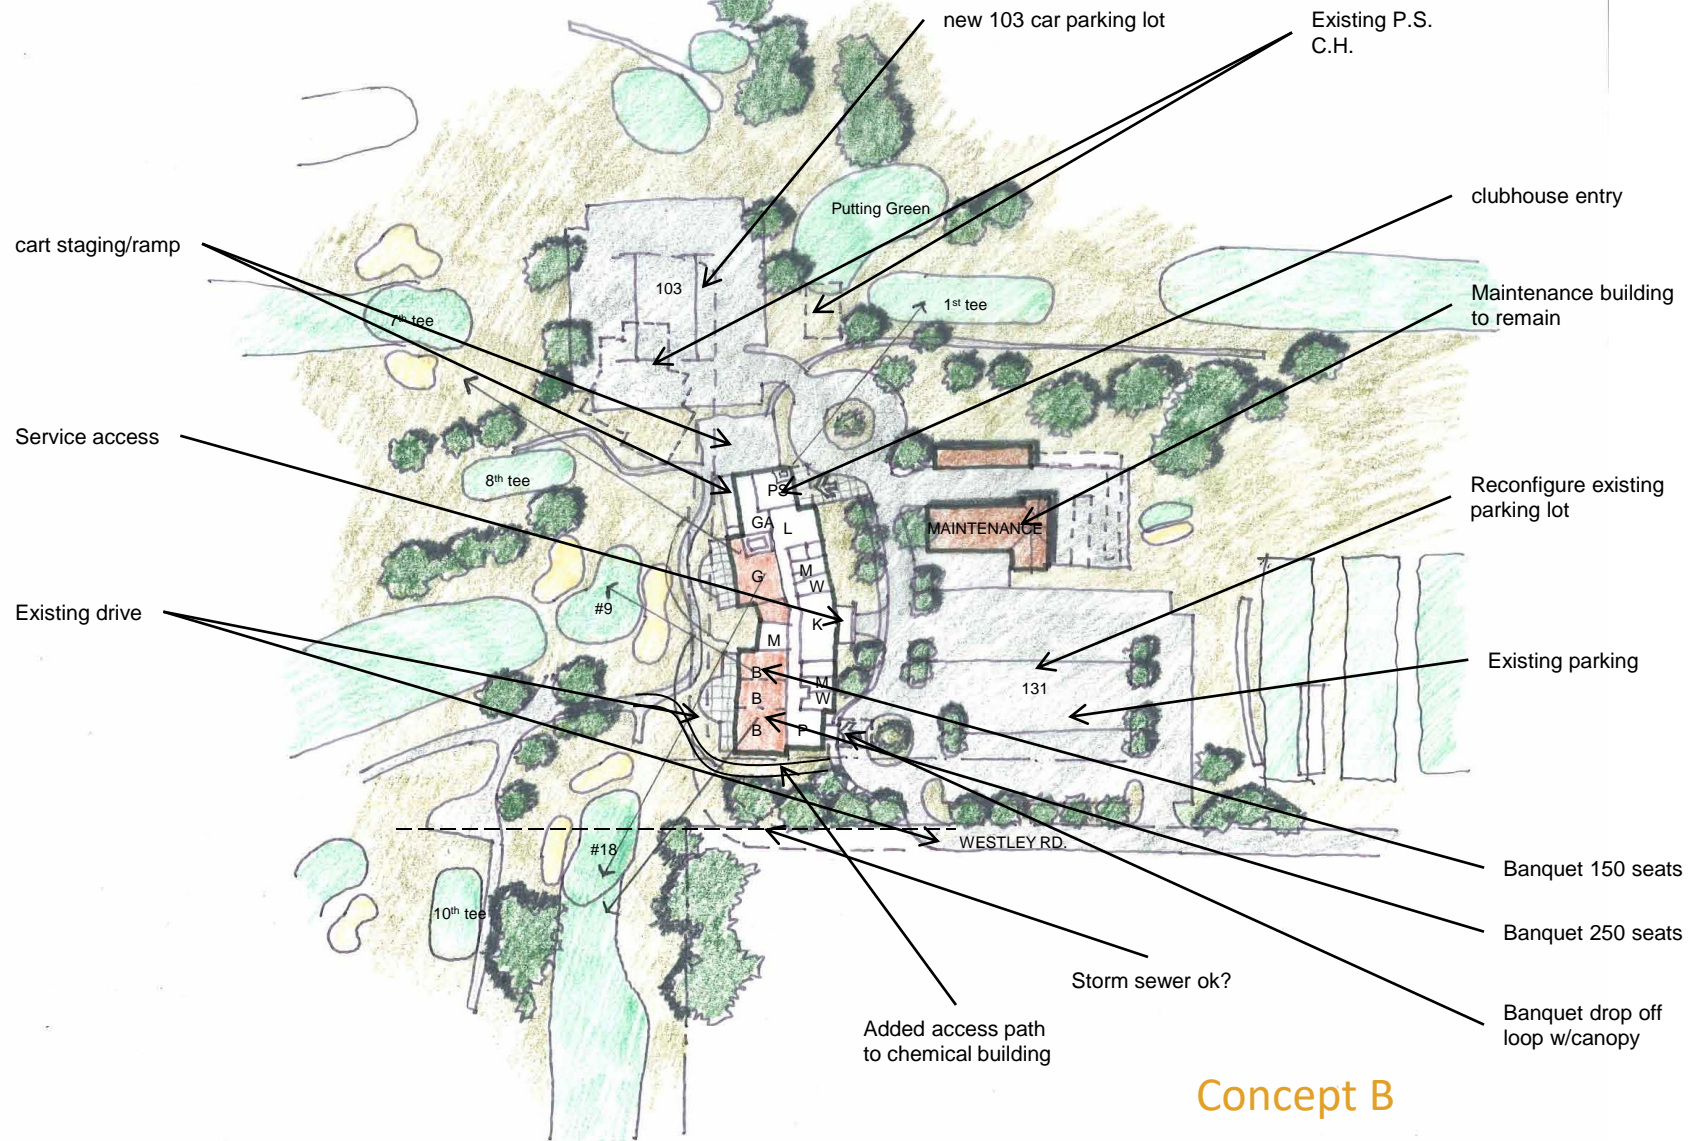 new 103 car parking lot
Existing P.S.
C.H.
clubhouse entry
Putting Green
cart staging/ramp
103
1st tee
Maintenance building
to remain
7th tee
Service access
8th tee
PS
Reconfigure existing
parking lot
GA
L
MAINTENANCE
G
M
W
#9
Existing drive
K
M
Existing parking
B
M
131
B
W
B
P
WESTLEY RD.
#18
Banquet 150 seats
10th tee
Banquet 250 seats
Storm sewer ok?
Added access path
to chemical building
Banquet drop off
loop w/canopy
Concept B